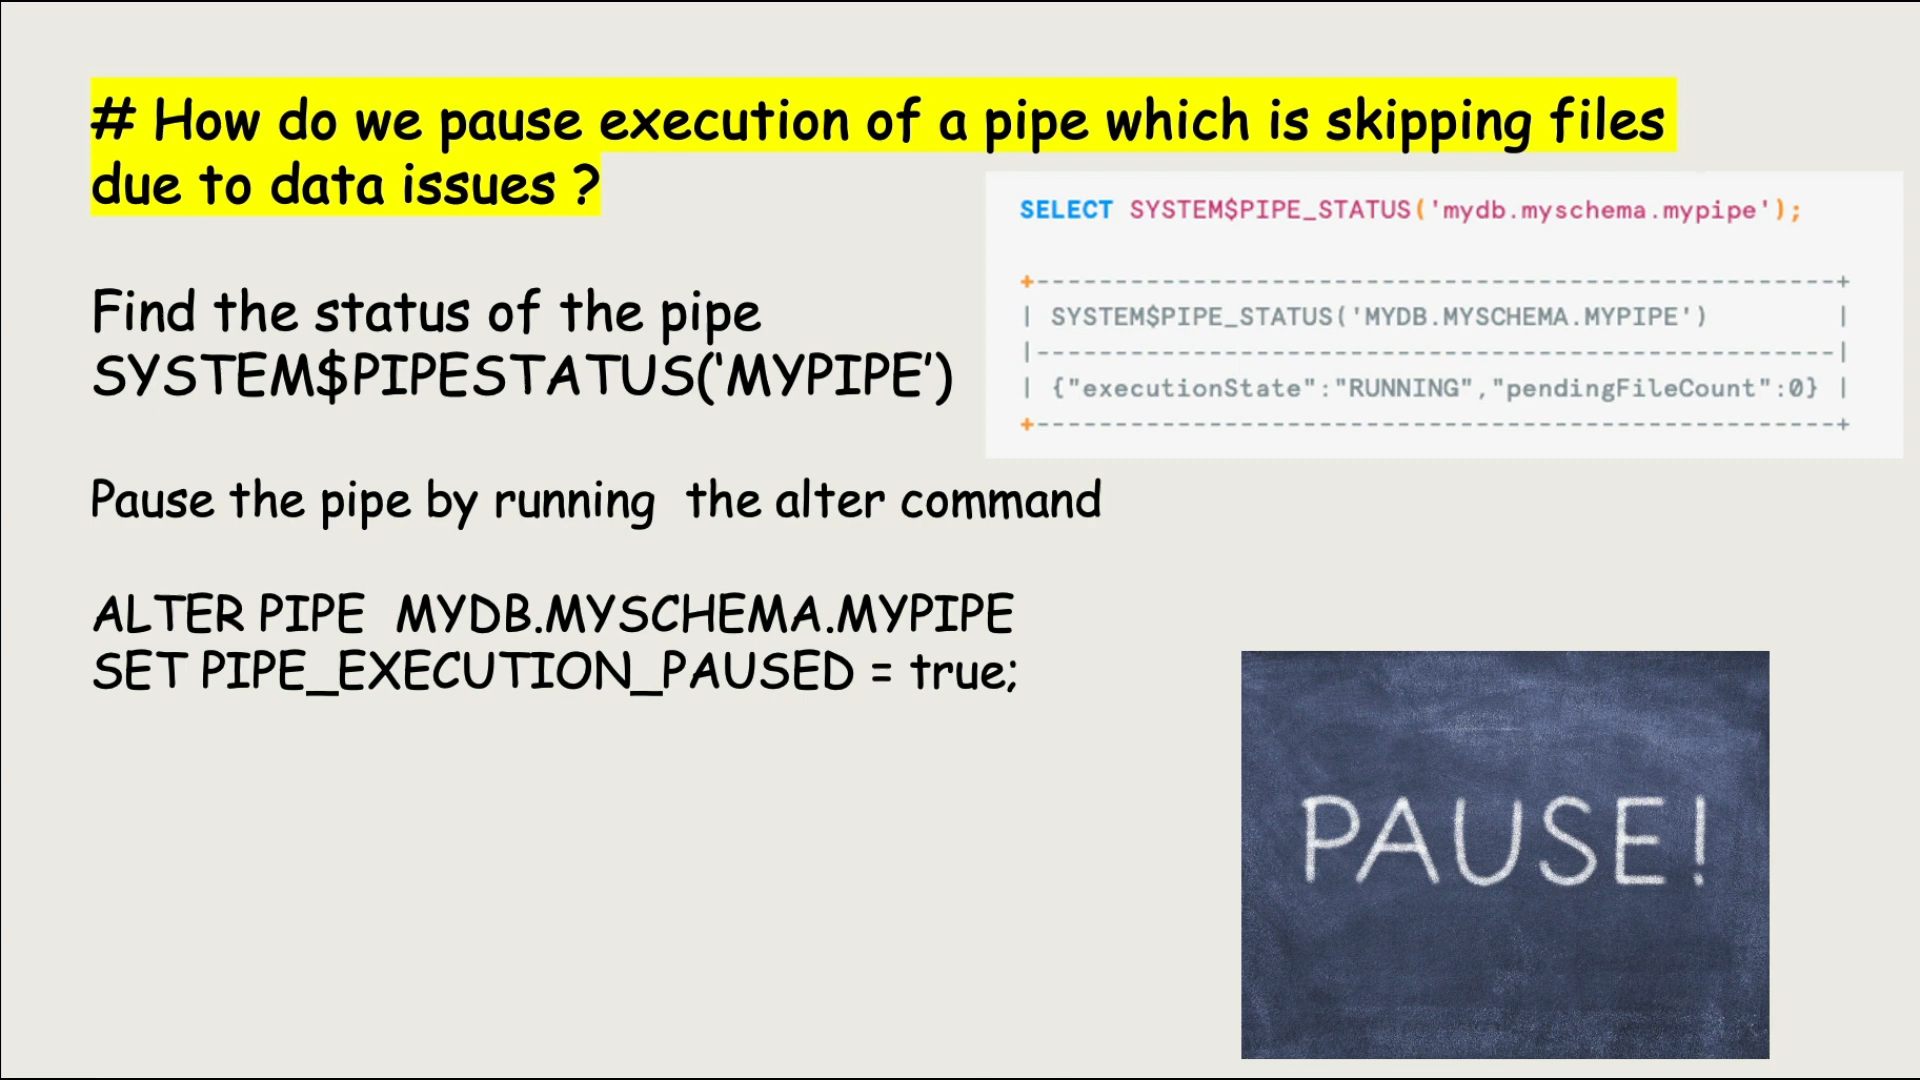 # How do we pause execution of a pipe which is skipping files
due to data issues ?
SELECT SYSTEM$PIPE_STATUS('mydb.myschema.mypipe');
+---------------------------------------------------+
| SYSTEM$PIPE_STATUS('MYDB.MYSCHEMA.MYPIPE') |
|---------------------------------------------------|
| {"executionState":"RUNNING","pendingFileCount":0} |
+---------------------------------------------------+
Find the status of the pipe
SYSTEM$PIPESTATUS(‘MYPIPE’)
Pause the pipe by running the alter command
ALTER PIPE MYDB.MYSCHEMA.MYPIPE
SET PIPE_EXECUTION_PAUSED = true;
PAUSE!